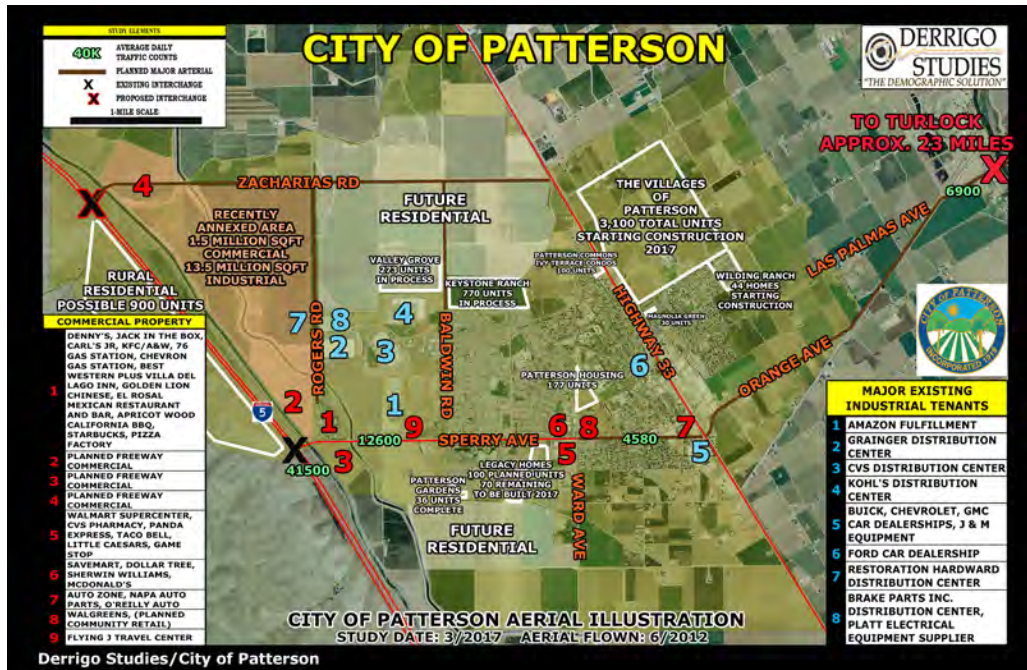 STUDY ELEMENTS
40K
AVERAGE DAILY
TRAFFIC COUNTS
PLANNED MAJOR ARTERIAL
X
EXISTING INTERCHANGE
X
PROPOSED INTERCHANGE
1-MILE SCALE
CITY OF PATTERSON
DERRIGO
STUDIES
"THE DEMOGRAPHIC SOLUTION"
TO TURLOCK
APPROX. 23 MILES
X
6900
X
4
ZACHARIAS RD
RECENTLY
ANNEXED AREA
1.5 MILLION SQFT
COMMERCIAL
13.5 MILLION SQFT
INDUSTRIAL
FUTURE
RESIDENTIAL
THE VILLAGES
OF
PATTERSON
3,100 TOTAL UNITS
STARTING CONSTRUCTION
2017
LAS PALMAS AVE
RURAL
RESIDENTIAL
POSSIBLE 900 UNITS
VALLEY GROVE
273 UNITS
IN PROCESS
KEYSTONE RANCH
770 UNITS
IN PROCESS
PATTERSON COMMONS
IVY TERRACE CONDOS
100 UNITS
WILDING RANCH
44 HOMES
STARTING
CONSTRUCTION
MAGNOLIA GREEN
30 UNITS
HIGHWAY 33
ROGERS RD
BALDWIN RD
7
8
4
2
3
6
ORANGE AVE
CITY OF PATTERSON
INCORPORATED 1919
PATTERSON HOUSING
177 UNITS
2
INTERSTATE
5
1
1
9
6
8
7
X
12600
SPERRY AVE
4580
41500
3
5
5
PATTERSON
GARDENS
36 UNITS
COMPLETE
LEGACY HOMES
100 PLANNED UNITS
70 REMAINING
TO BE BUILT 2017
WARD AVE
FUTURE
RESIDENTIAL
COMMERCIAL PROPERTY
1
DENNY'S, JACK IN THE BOX,
CARL'S JR, KFC/A&W, 76
GAS STATION, CHEVRON
GAS STATION, BEST
WESTERN PLUS VILLA DEL
LAGO INN, GOLDEN LION
CHINESE, EL ROSAL
MEXICAN RESTAURANT
AND BAR, APRICOT WOOD
CALIFORNIA BBQ,
STARBUCKS, PIZZA
FACTORY
2
PLANNED FREEWAY
COMMERCIAL
3
PLANNED FREEWAY
COMMERCIAL
4
PLANNED FREEWAY
COMMERCIAL
5
WALMART SUPERCENTER,
CVS PHARMACY, PANDA
EXPRESS, TACO BELL,
LITTLE CAESARS, GAME
STOP
6
SAVEMART, DOLLAR TREE,
SHERWIN WILLIAMS,
MCDONALD'S
7
AUTO ZONE, NAPA AUTO
PARTS, O'REILLY AUTO
8
WALGREENS, (PLANNED
COMMUNITY RETAIL)
9
FLYING J TRAVEL CENTER
MAJOR EXISTING
INDUSTRIAL TENANTS
1
AMAZON FULFILLMENT
2
GRAINGER DISTRIBUTION
CENTER
3
CVS DISTRIBUTION CENTER
4
KOHL'S DISTRIBUTION
CENTER
5
BUICK, CHEVROLET, GMC
CAR DEALERSHIPS, J & M
EQUIPMENT
6
FORD CAR DEALERSHIP
7
RESTORATION HARDWARD
DISTRIBUTION CENTER
8
BRAKE PARTS INC.
DISTRIBUTION CENTER,
PLATT ELECTRICAL
EQUIPMENT SUPPLIER
CITY OF PATTERSON AERIAL ILLUSTRATION
STUDY DATE: 3/2017 AERIAL FLOWN: 6/2012
Derrigo Studies/City of Patterson